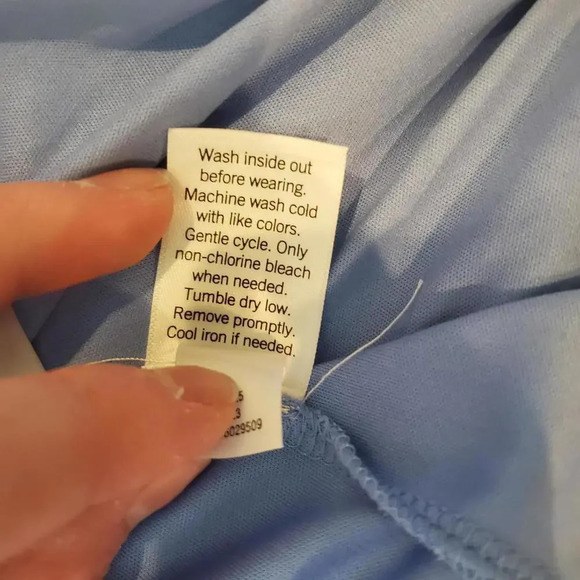 Wash inside out
before wearing.
Machine wash cold
with like colors.
Gentle cycle. Only
non-chlorine bleach
when needed.
Tumble dry low.
Remove promptly.
Cool iron if needed.